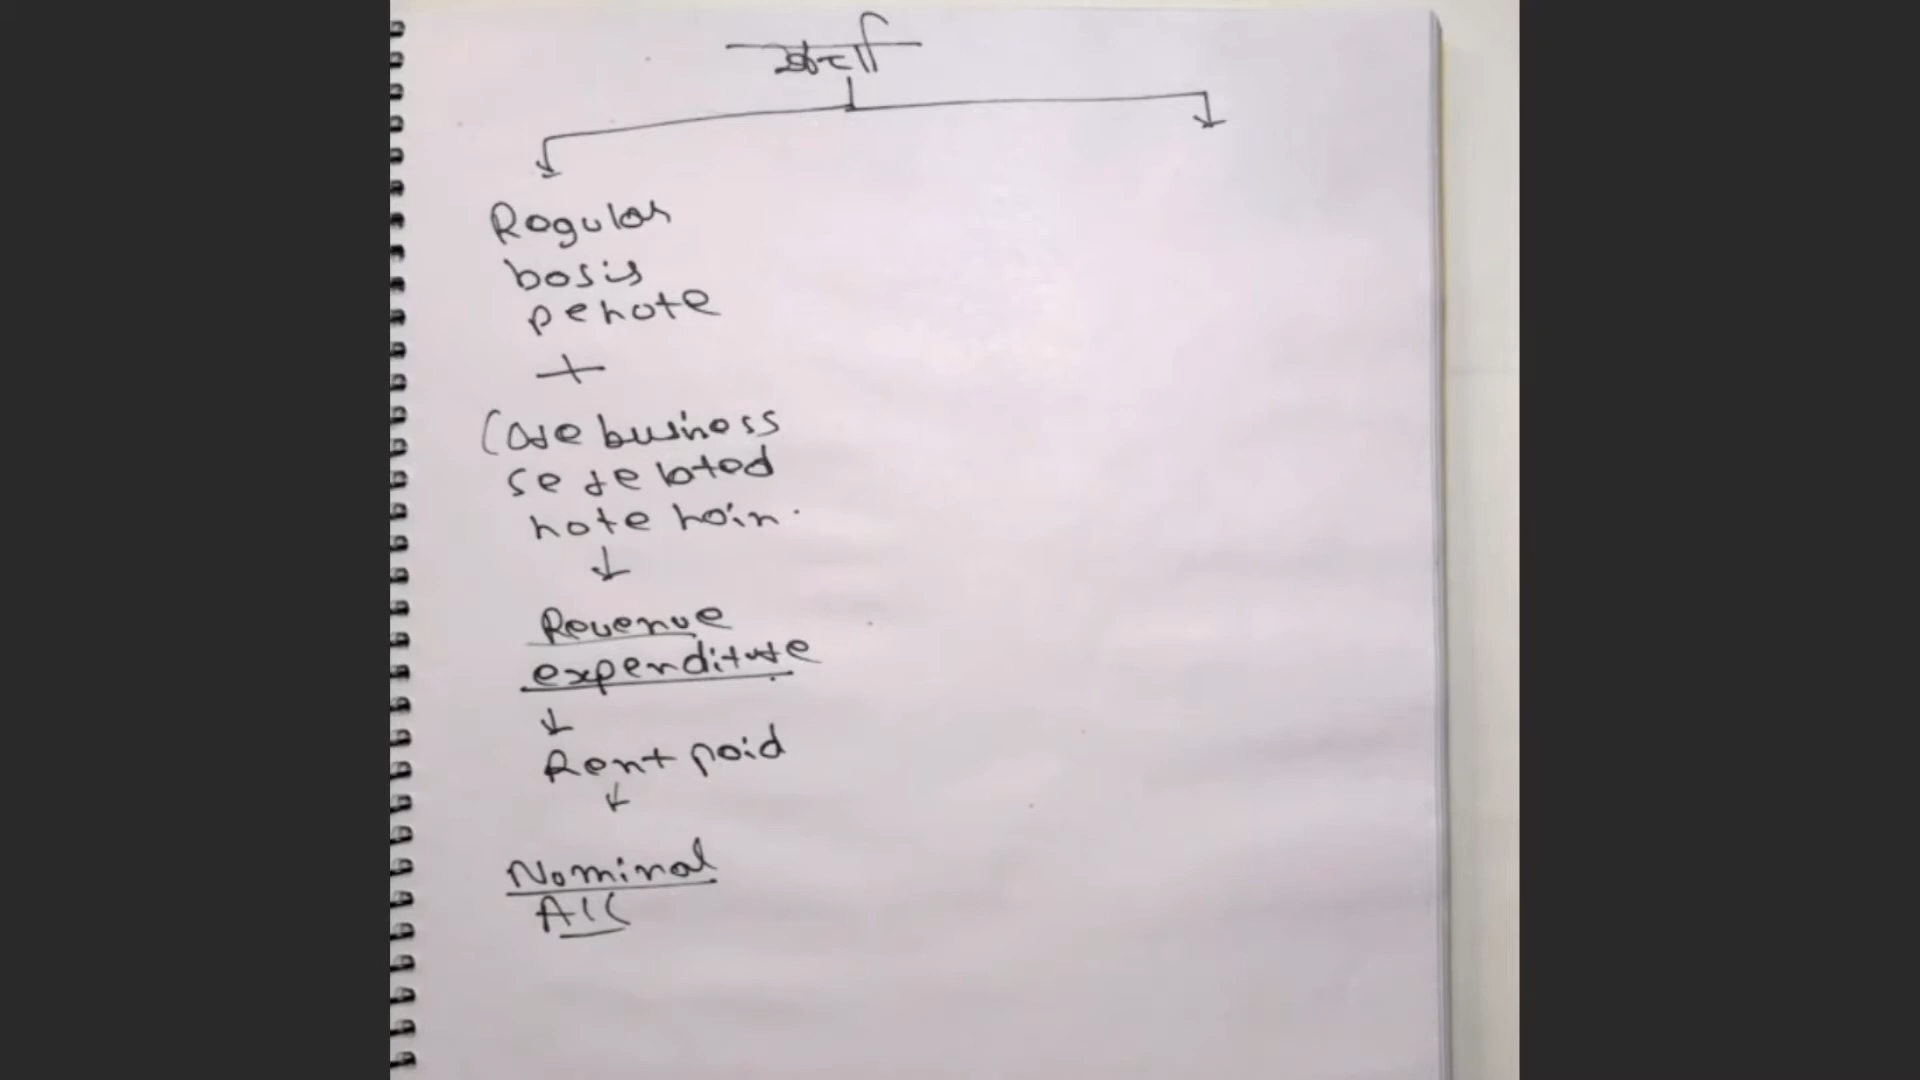 खर्चा
Regular
basis
pe hote
+
Core business
se related
hote hain.
↓
Revenue
expenditure
↓
Rent paid
↓
Nominal
A/C